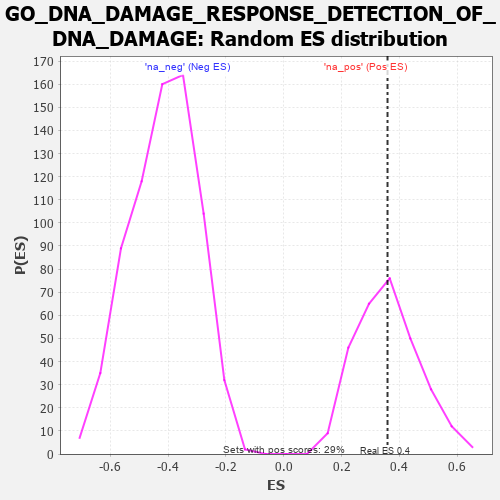 GO_DNA_DAMAGE_RESPONSE_DETECTION_OF_
DNA_DAMAGE: Random ES distribution
'na_neg' (Neg ES)
'na_pos' (Pos ES)
170
160
150
140
130
120
110
100
90
80
70
60
50
40
30
20
10
0
P(ES)
Sets with pos scores: 29%
Real ES 0.4
-0.6 -0.4 -0.2 0.0 0.2 0.4 0.6
ES